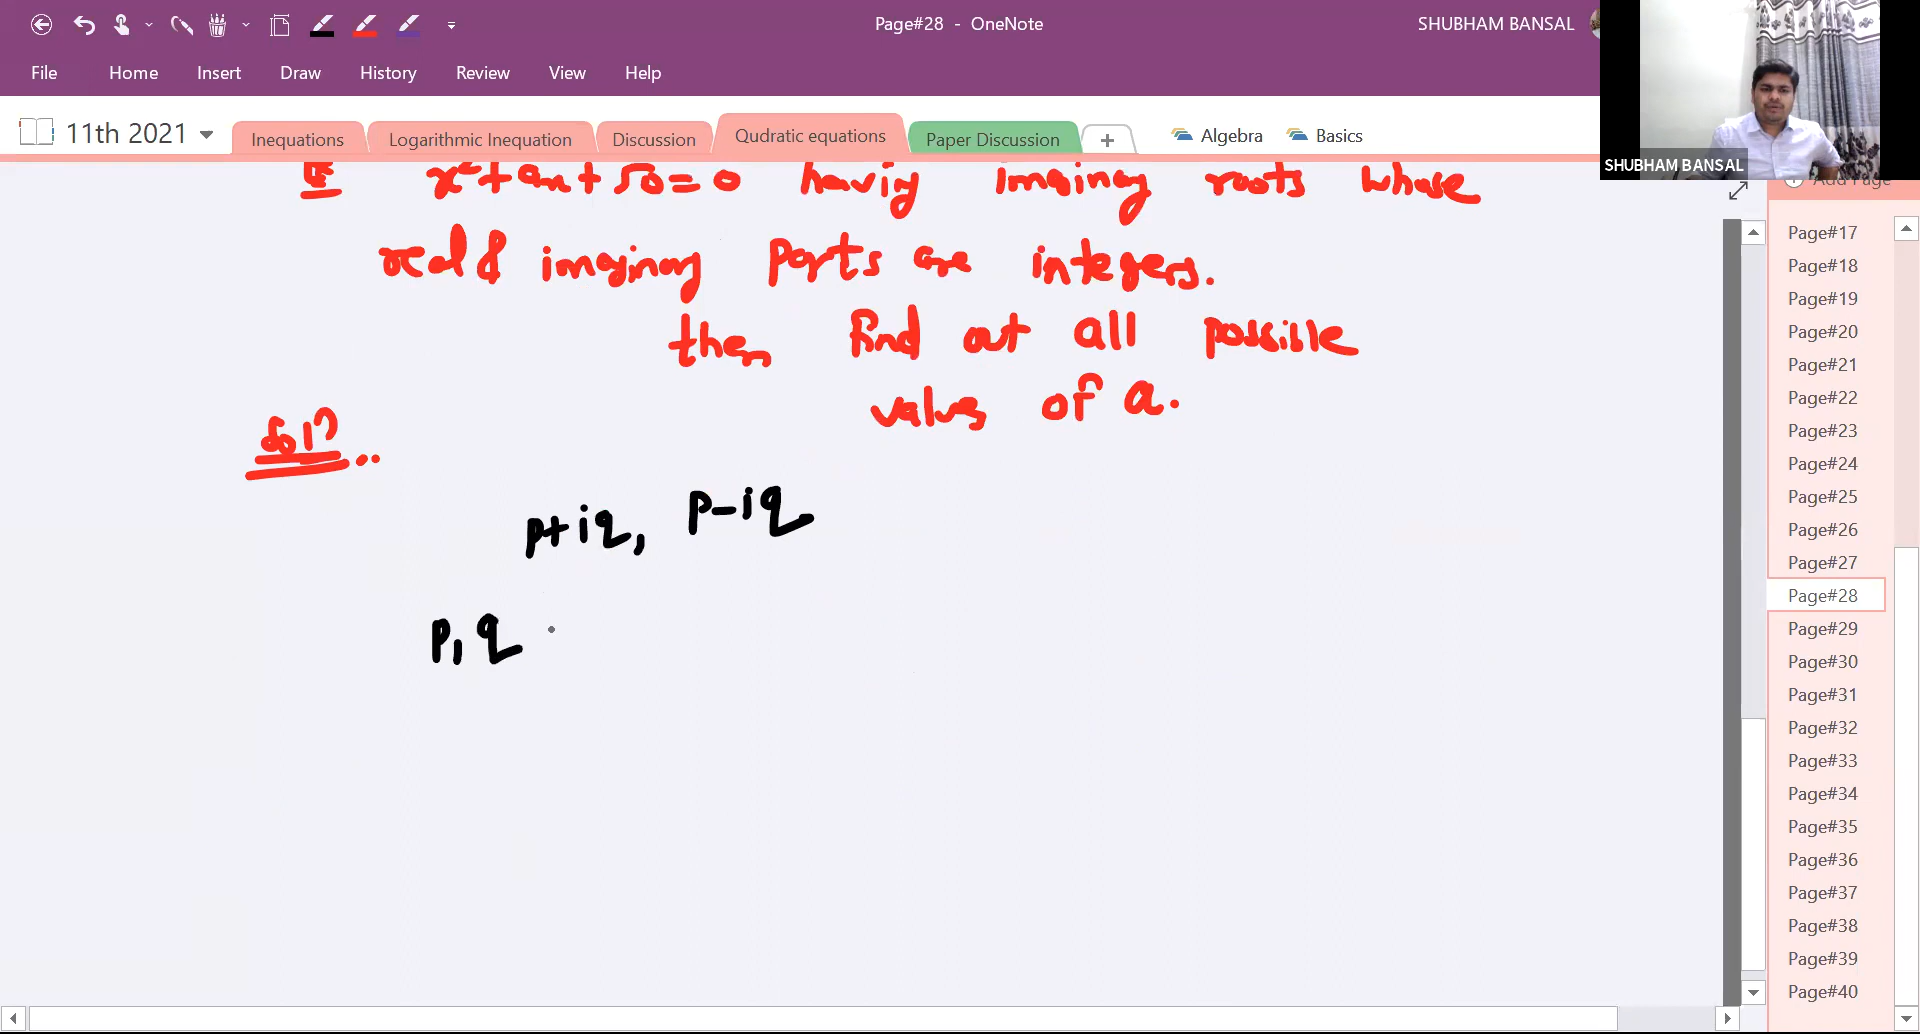 Page#28 - OneNote
SHUBHAM BANSAL
File Home Insert Draw History Review View Help
11th 2021
Inequations
Logarithmic Inequation
Discussion
Qudratic equations
Paper Discussion
+
Algebra
Basics
SHUBHAM BANSAL
Add Page
x²+ax+50=0 having imaginary roots whose
real & imaginary parts are integers.
then find out all possible
values of a.
Solⁿ..
p+iq, p-iq
p,q
Page#17
Page#18
Page#19
Page#20
Page#21
Page#22
Page#23
Page#24
Page#25
Page#26
Page#27
Page#28
Page#29
Page#30
Page#31
Page#32
Page#33
Page#34
Page#35
Page#36
Page#37
Page#38
Page#39
Page#40